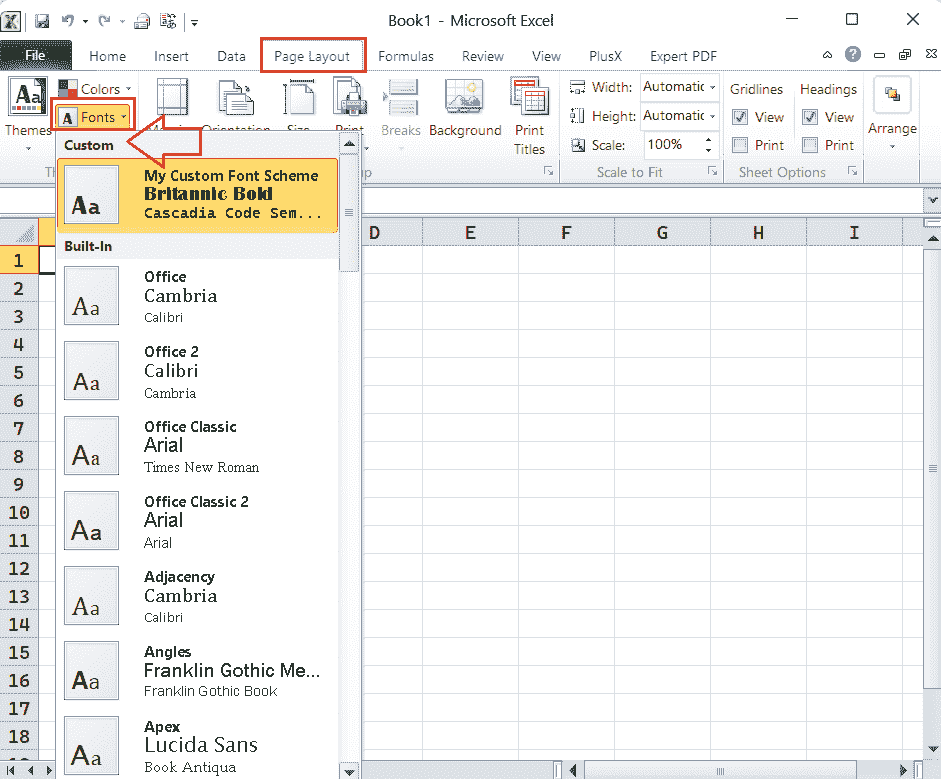 Book1 - Microsoft Excel
File Home Insert Data Page Layout Formulas Review View PlusX Expert PDF
Aa Colors Width: Automatic Gridlines Headings
A Fonts Height: Automatic View View Arrange
Themes Orientation Size Print Breaks Background Print Titles Scale: 100% Print Print
Scale to Fit Sheet Options
Custom
My Custom Font Scheme
Aa Britannic Bold
Cascadia Code Sem...
Built-In
D E F G H I
Office
Aa Cambria
Calibri
Office 2
Aa Calibri
Cambria
Office Classic
Aa Arial
Times New Roman
Office Classic 2
Aa Arial
Arial
Adjacency
Aa Cambria
Calibri
Angles
Aa Franklin Gothic Me...
Franklin Gothic Book
Apex
Aa Lucida Sans
Book Antiqua
1
2
3
4
5
6
7
8
9
10
11
12
13
14
15
16
17
18